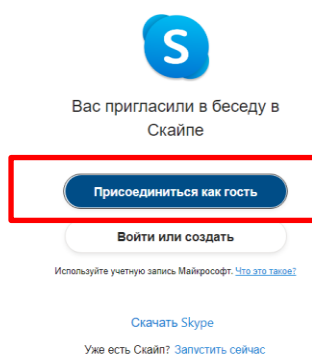 S
Вас пригласили в беседу в
Скайпе
Присоединиться как гость
Войти или создать
Используйте учетную запись Майкрософт. Что это такое?
Скачать Skype
Уже есть Скайп? Запустить сейчас